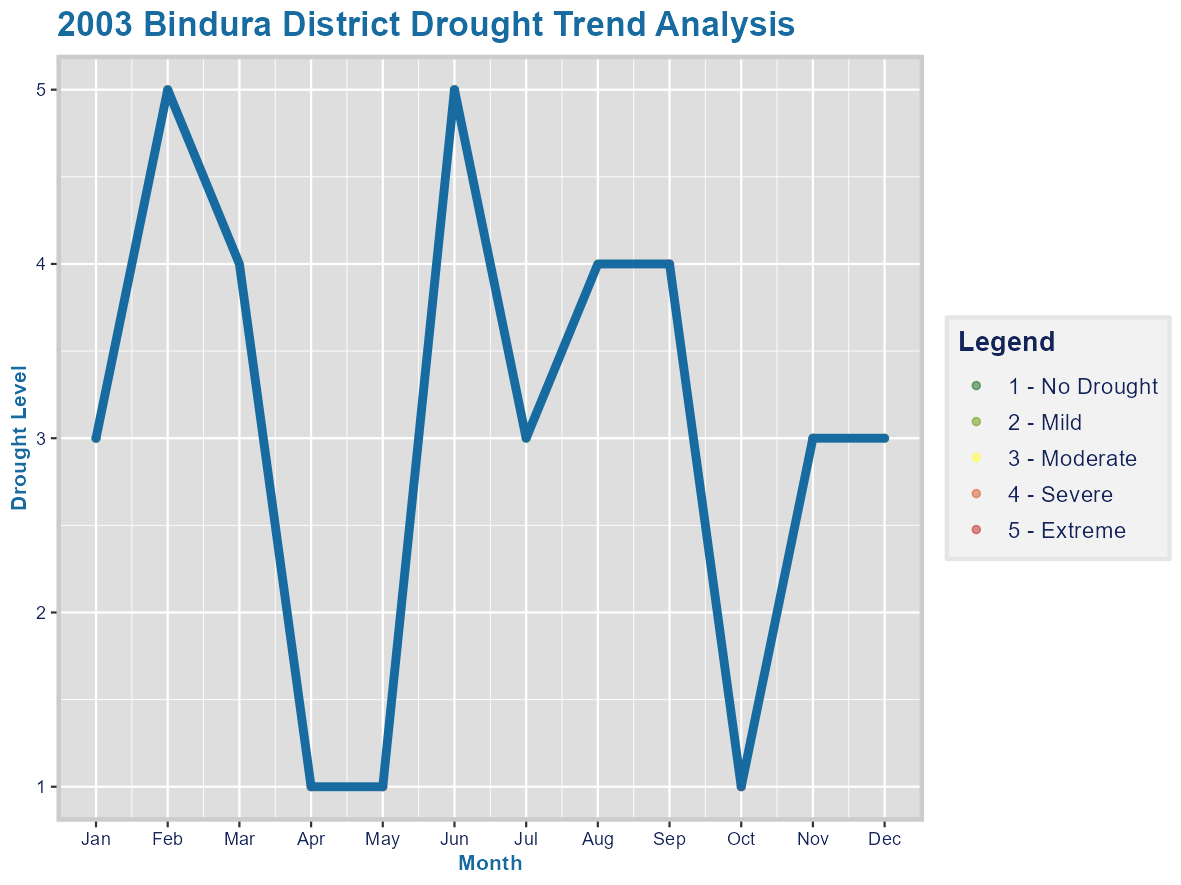 2003 Bindura District Drought Trend Analysis
Drought Level
5
4
3
2
1
Jan Feb Mar Apr May Jun Jul Aug Sep Oct Nov Dec
Month
Legend
1 - No Drought
2 - Mild
3 - Moderate
4 - Severe
5 - Extreme